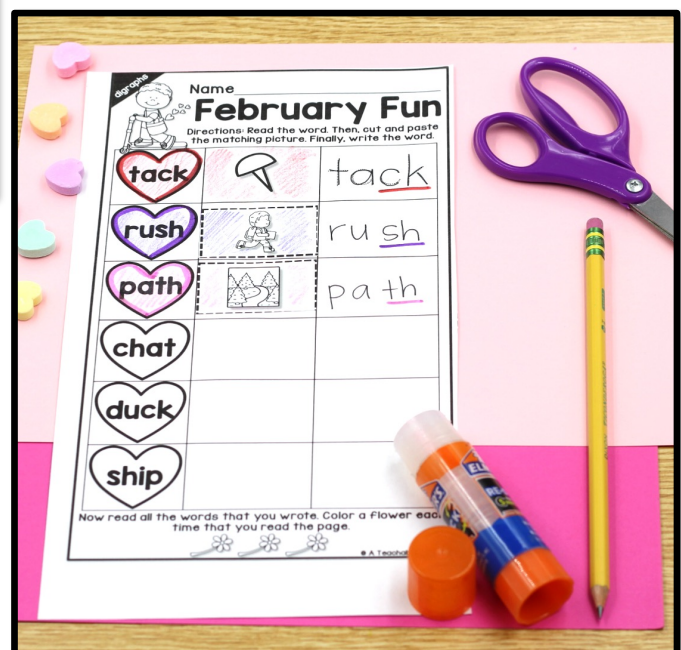 digraphs
Name
February Fun
Directions: Read the word. Then, cut and paste
the matching picture. Finally, write the word.
tack tack
rush rush
path path
chat
duck
ship
Now read all the words that you wrote. Color a flower each
time that you read the page.
© A Teachabl